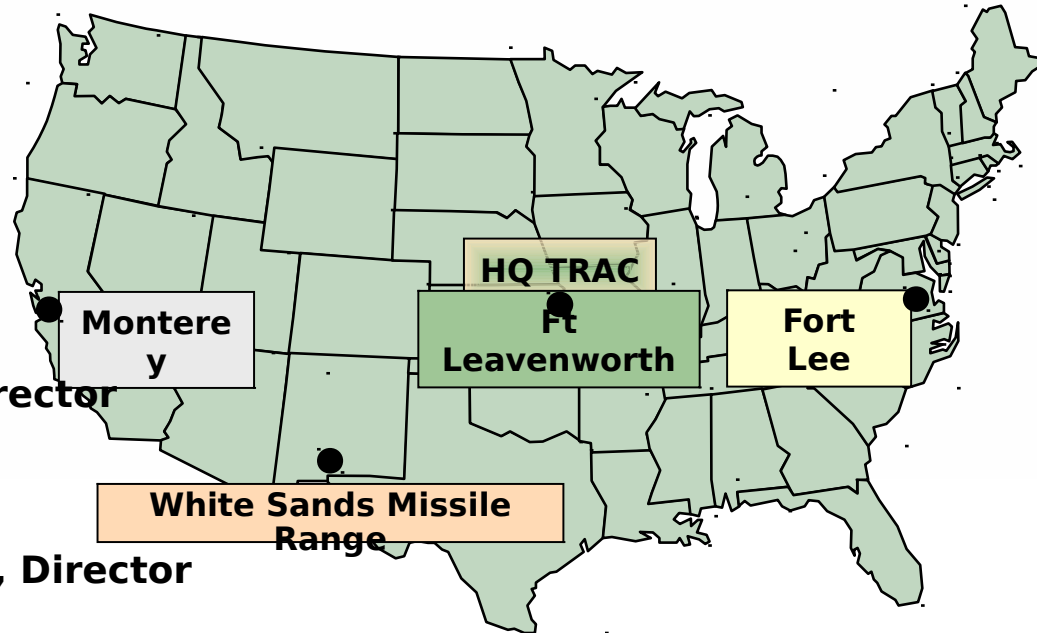 HQ TRAC
Montere
y
Ft
Leavenworth
Fort
Lee
rector
White Sands Missile
Range
, Director